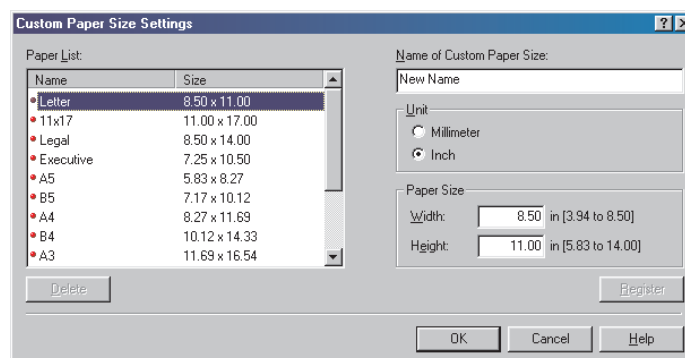 Custom Paper Size Settings
Paper List:
Name Size
Letter 8.50 x 11.00
11x17 11.00 x 17.00
Legal 8.50 x 14.00
Executive 7.25 x 10.50
A5 5.83 x 8.27
B5 7.17 x 10.12
A4 8.27 x 11.69
B4 10.12 x 14.33
A3 11.69 x 16.54
Delete
Name of Custom Paper Size:
New Name
Unit
Millimeter
Inch
Paper Size
Width: 8.50 in [3.94 to 8.50]
Height: 11.00 in [5.83 to 14.00]
Register
OK Cancel Help